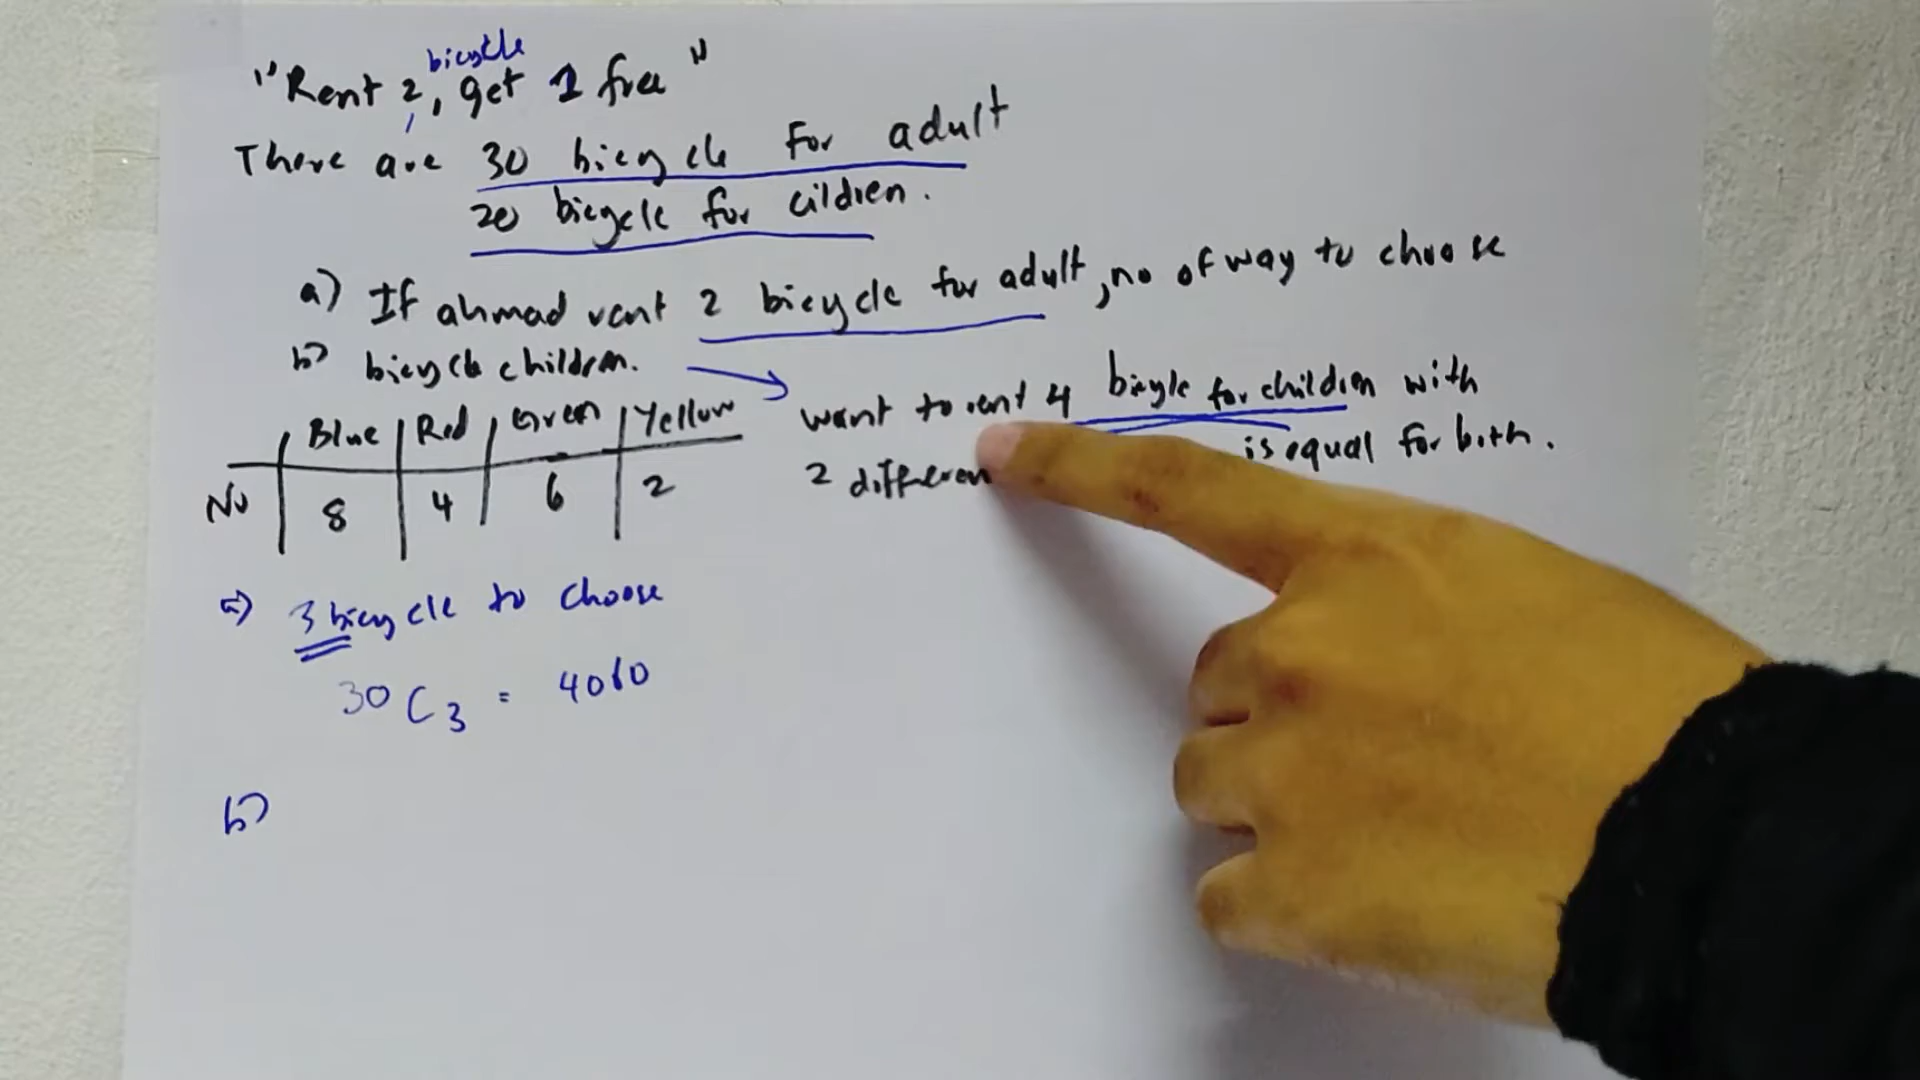 "Rent 2, bicycle get 1 free"
There are 30 bicycle for adult
20 bicycle for cildren.
a) If ahmad rent 2 bicycle for adult, no of way to choose
b) bicycle children.
want to rent 4 bicycle for children with
2 differen is equal for both.
Blue Red Green Yellow
No 8 4 6 2
a) 3 bicycle to choose
30 C 3 = 4060
b)